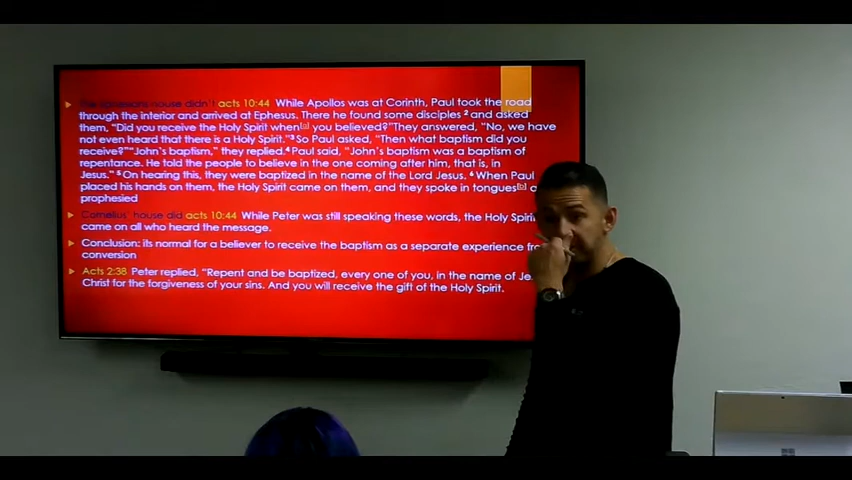 The Ephesians house didn't acts 10:44 While Apollos was at Corinth, Paul took the road
through the interior and arrived at Ephesus. There he found some disciples ² and asked
them, "Did you receive the Holy Spirit when[a] you believed?"They answered, "No, we have
not even heard that there is a Holy Spirit."³ So Paul asked, "Then what baptism did you
receive?""John's baptism," they replied.⁴ Paul said, "John's baptism was a baptism of
repentance. He told the people to believe in the one coming after him, that is, in
Jesus." ⁵ On hearing this, they were baptized in the name of the Lord Jesus. ⁶ When Paul
placed his hands on them, the Holy Spirit came on them, and they spoke in tongues[b]
prophesied
Cornelius' house did acts 10:44 While Peter was still speaking these words, the Holy Spiri
came on all who heard the message.
Conclusion: its normal for a believer to receive the baptism as a separate experience
conversion
Acts 2:38 Peter replied, "Repent and be baptized, every one of you, in the name of
Christ for the forgiveness of your sins. And you will receive the gift of the Holy Spirit.